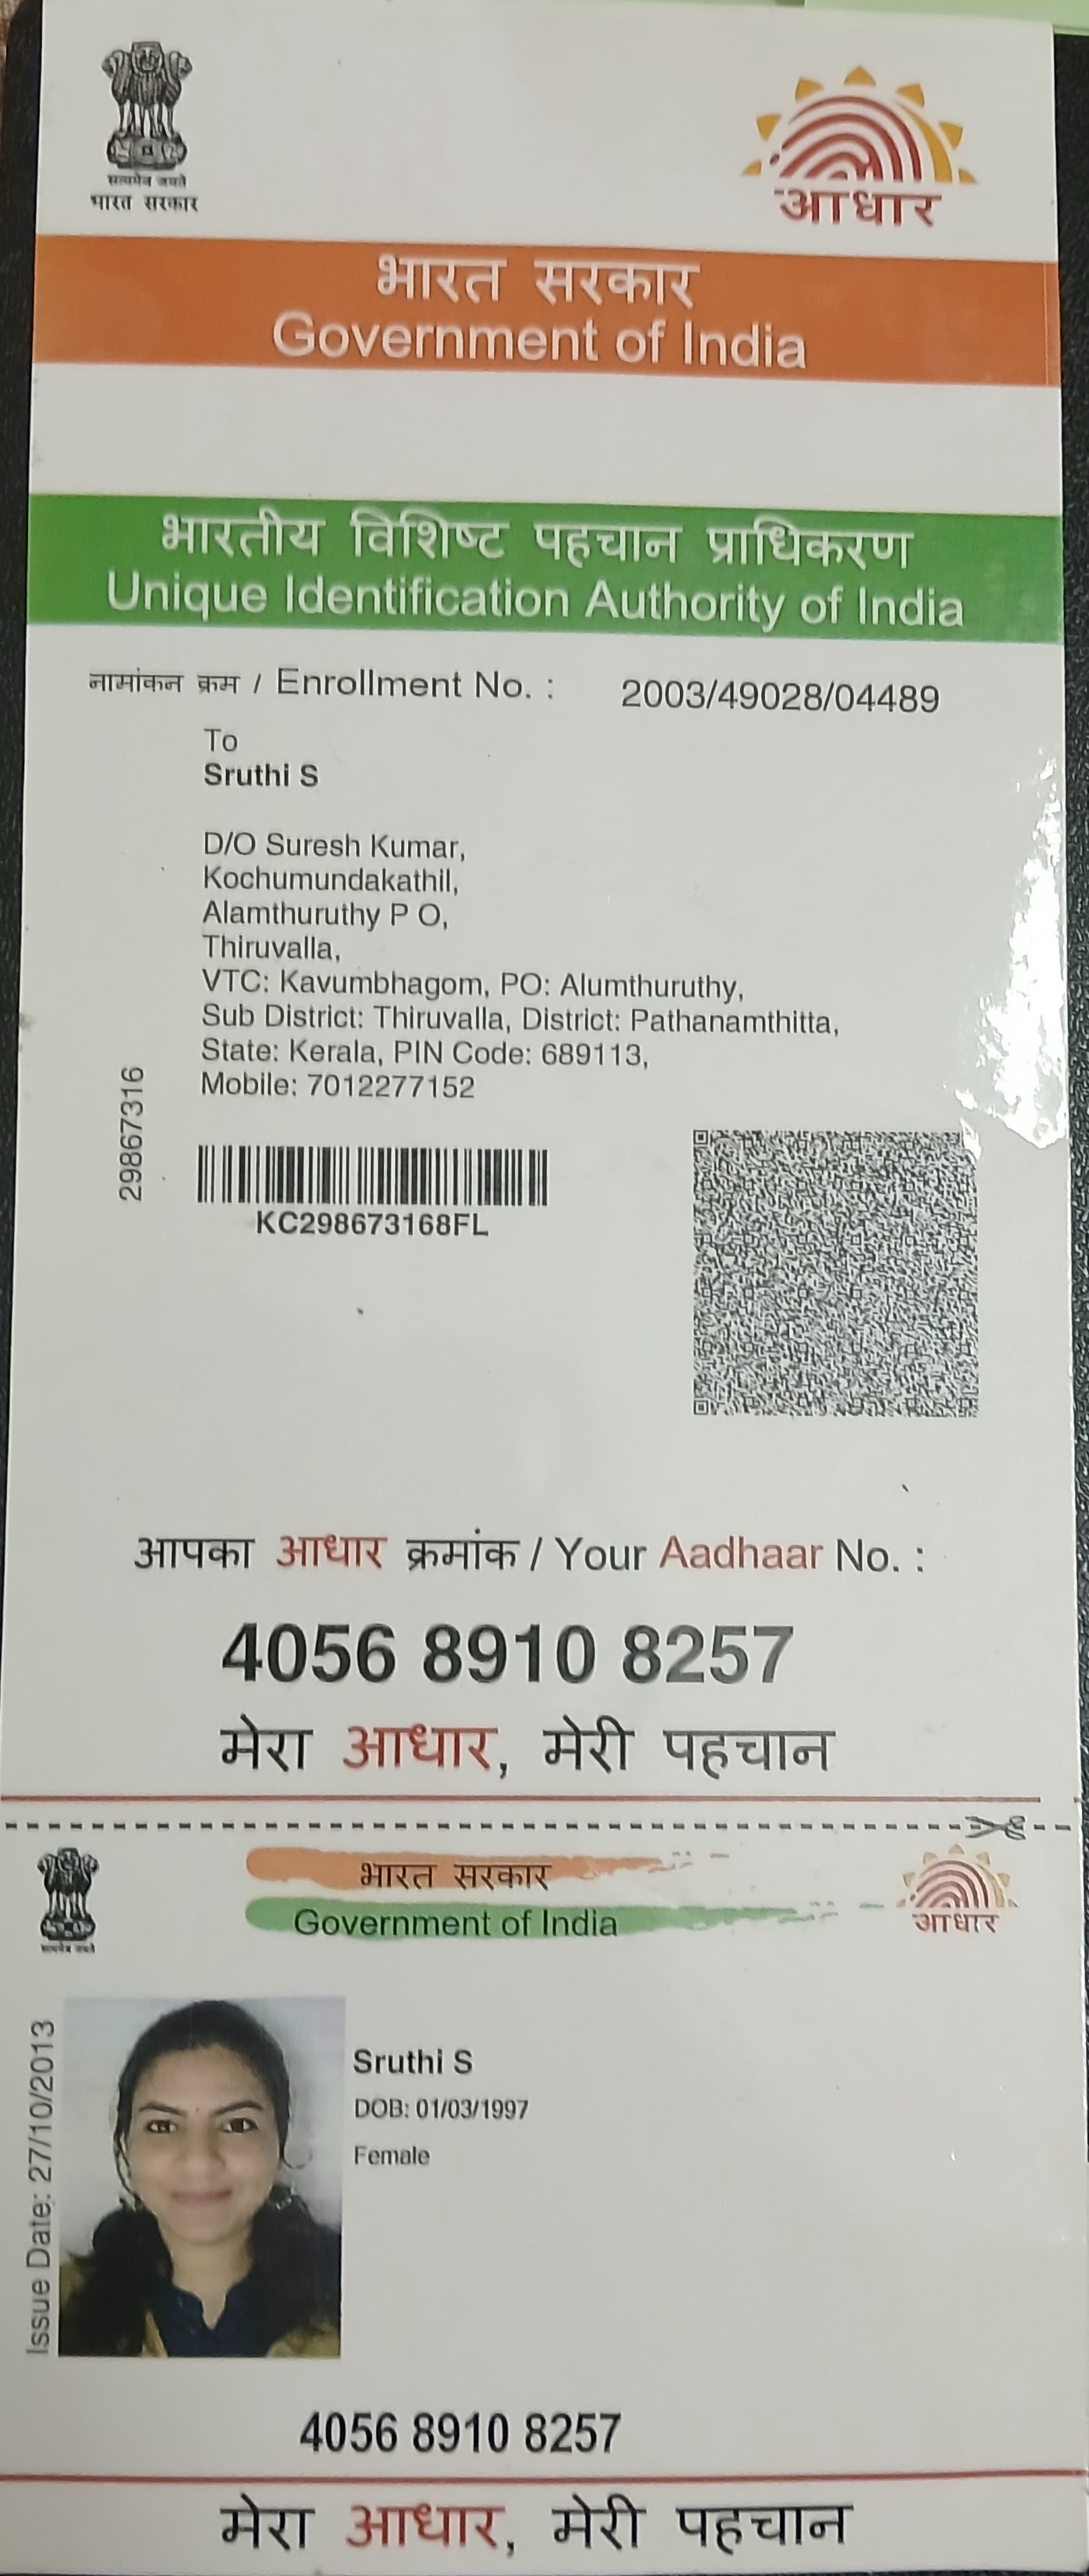 सत्यमेव जयते
भारत सरकार
आधार
भारत सरकार
Government of India
भारतीय विशिष्ट पहचान प्राधिकरण
Unique Identification Authority of India
नामांकन क्रम / Enrollment No. : 2003/49028/04489
To
Sruthi S
D/O Suresh Kumar,
Kochumundakathil,
Alamthuruthy P O,
Thiruvalla,
VTC: Kavumbhagom, PO: Alumthuruthy,
Sub District: Thiruvalla, District: Pathanamthitta,
State: Kerala, PIN Code: 689113,
Mobile: 7012277152
29867316
KC298673168FL
आपका आधार क्रमांक / Your Aadhaar No. :
4056 8910 8257
मेरा आधार, मेरी पहचान
सत्यमेव जयते
भारत सरकार
Government of India
आधार
Issue Date: 27/10/2013
Sruthi S
DOB: 01/03/1997
Female
4056 8910 8257
मेरा आधार, मेरी पहचान